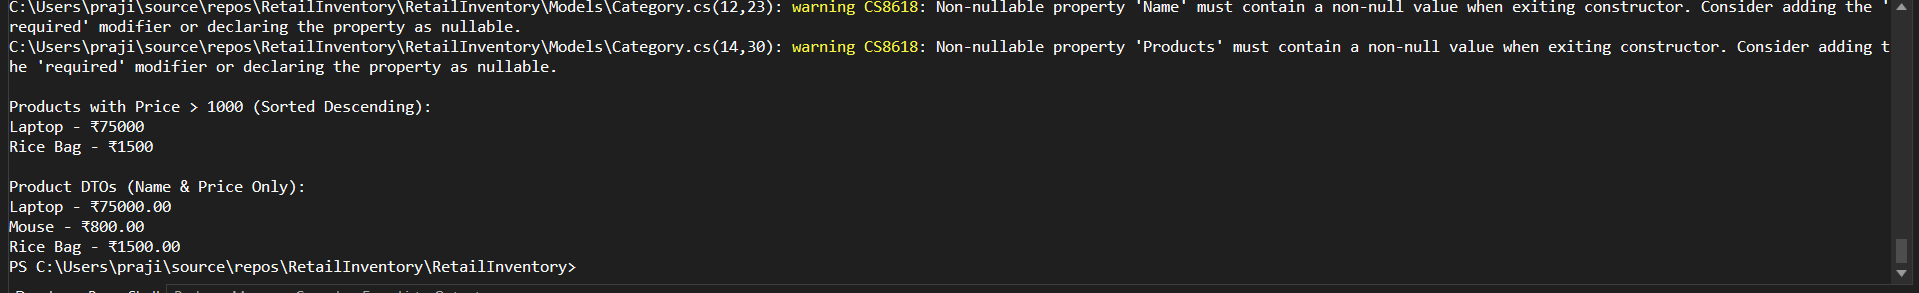 C:\Users\praji\source\repos\RetailInventory\RetailInventory\Models\Category.cs(12,23): warning CS8618: Non-nullable property 'Name' must contain a non-null value when exiting constructor. Consider adding the '
required' modifier or declaring the property as nullable.
C:\Users\praji\source\repos\RetailInventory\RetailInventory\Models\Category.cs(14,30): warning CS8618: Non-nullable property 'Products' must contain a non-null value when exiting constructor. Consider adding t
he 'required' modifier or declaring the property as nullable.
Products with Price > 1000 (Sorted Descending):
Laptop - ₹75000
Rice Bag - ₹1500
Product DTOs (Name & Price Only):
Laptop - ₹75000.00
Mouse - ₹800.00
Rice Bag - ₹1500.00
PS C:\Users\praji\source\repos\RetailInventory\RetailInventory>